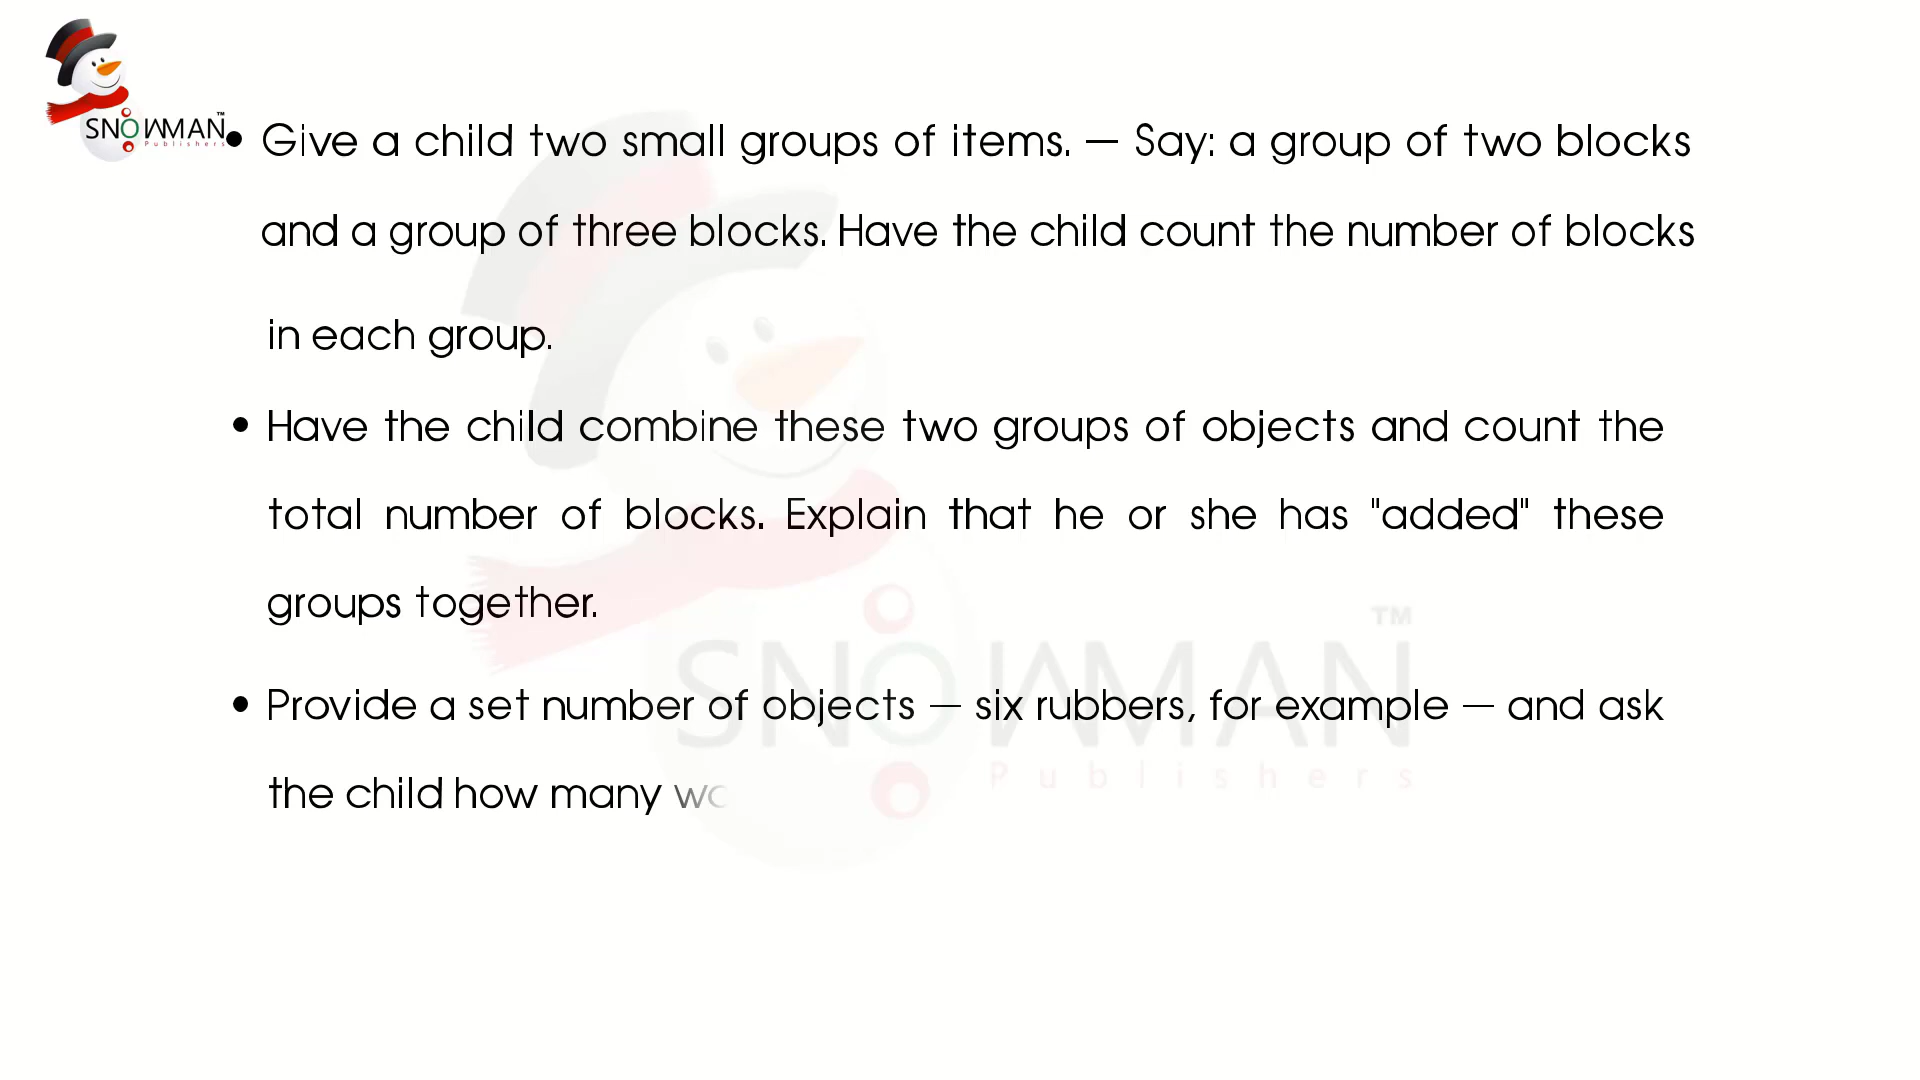 SNOWMAN™
Publishers
• Give a child two small groups of items. — Say: a group of two blocks
and a group of three blocks. Have the child count the number of blocks
in each group.
• Have the child combine these two groups of objects and count the
total number of blocks. Explain that he or she has "added" these
groups together.
• Provide a set number of objects — six rubbers, for example — and ask
the child how many
SNOWMAN™
Publishers